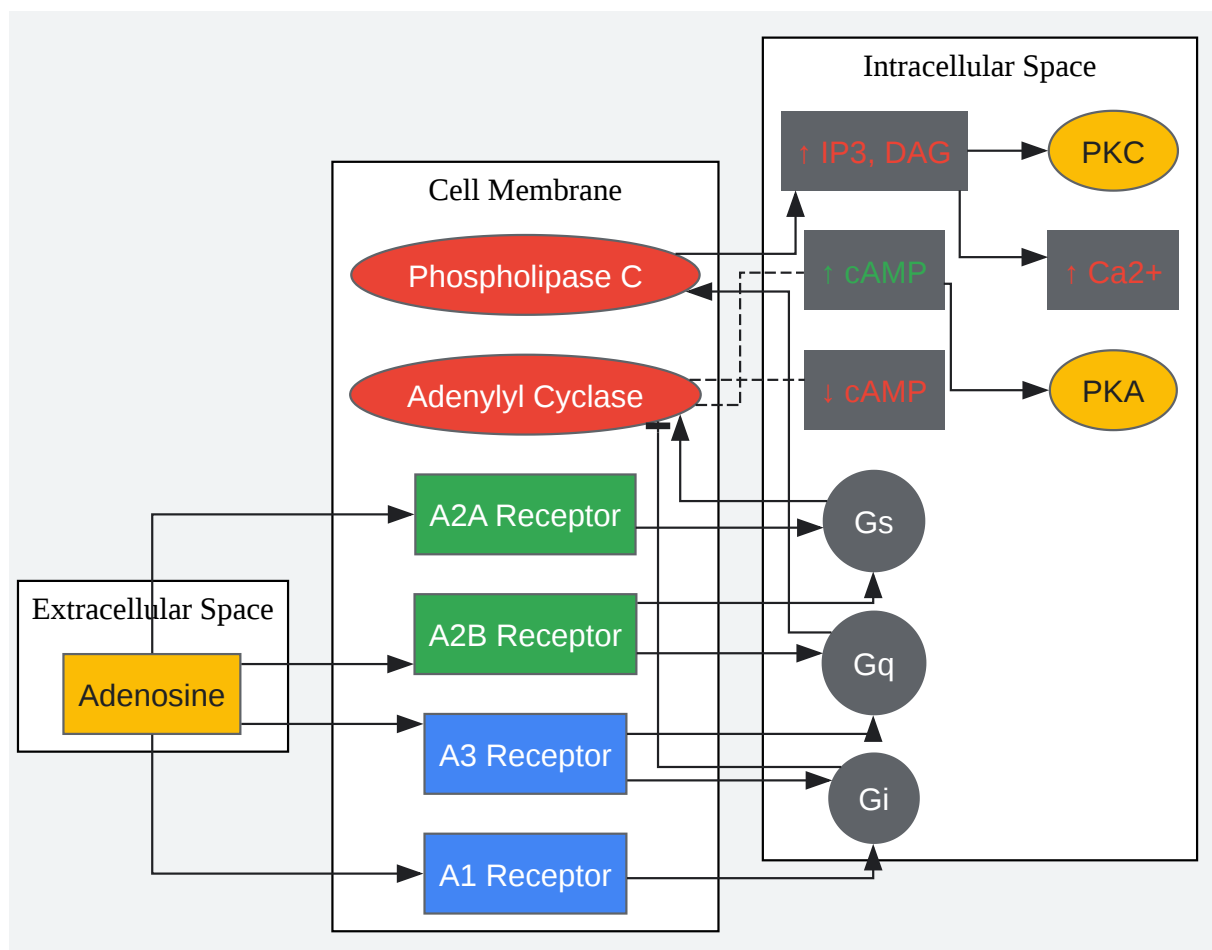 Intracellular Space
↑ IP3, DAG
PKC
Cell Membrane
Phospholipase C
↑ cAMP
↑ Ca2+
Adenylyl Cyclase
↓ cAMP
PKA
A2A Receptor
Gs
Extracellular Space
A2B Receptor
Gq
Adenosine
A3 Receptor
Gi
A1 Receptor